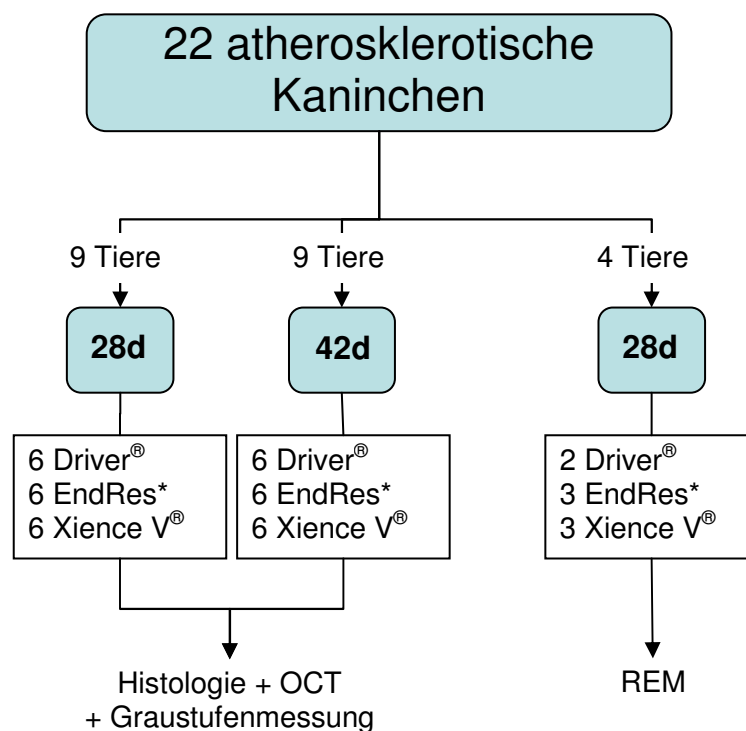 22 atherosklerotische
Kaninchen
9 Tiere
9 Tiere
4 Tiere
28d
42d
28d
6 Driver®
6 EndRes*
6 Xience V®
6 Driver®
6 EndRes*
6 Xience V®
2 Driver®
3 EndRes*
3 Xience V®
Histologie + OCT
+ Graustufenmessung
REM